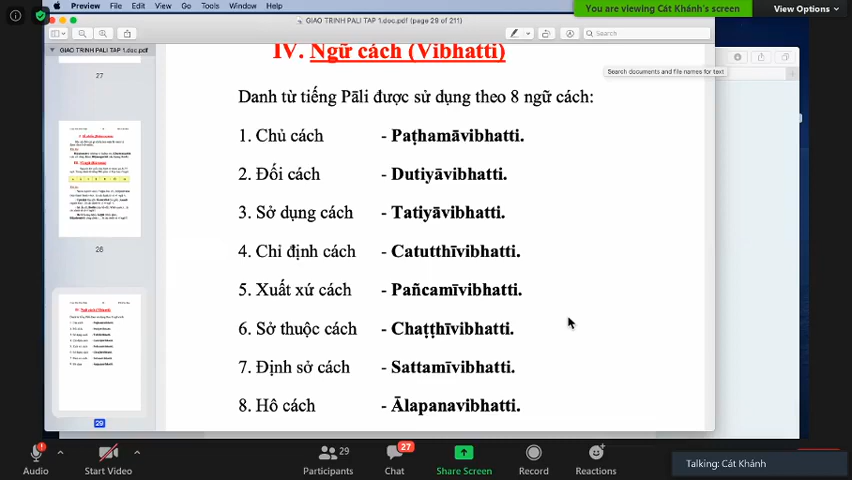 You are viewing Cát Khánh's screen
View Options
Preview File Edit View Go Tools Window Help
GIAO TRINH PALI TAP 1.doc.pdf (page 29 of 211)
Search
GIAO TRINH PALI TAP 1.doc.pdf
Search documents and file names for text
27
28
29
IV. Ngữ cách (Vibhatti)
Danh từ tiếng Pāli được sử dụng theo 8 ngữ cách:
1. Chủ cách - Paṭhamāvibhatti.
2. Đối cách - Dutiyāvibhatti.
3. Sở dụng cách - Tatiyāvibhatti.
4. Chỉ định cách - Catutthīvibhatti.
5. Xuất xứ cách - Pañcamīvibhatti.
6. Sở thuộc cách - Chaṭṭhīvibhatti.
7. Định sở cách - Sattamīvibhatti.
8. Hô cách - Ālapanavibhatti.
29
27
Audio
Start Video
Participants
Chat
Share Screen
Record
Reactions
Talking: Cát Khánh